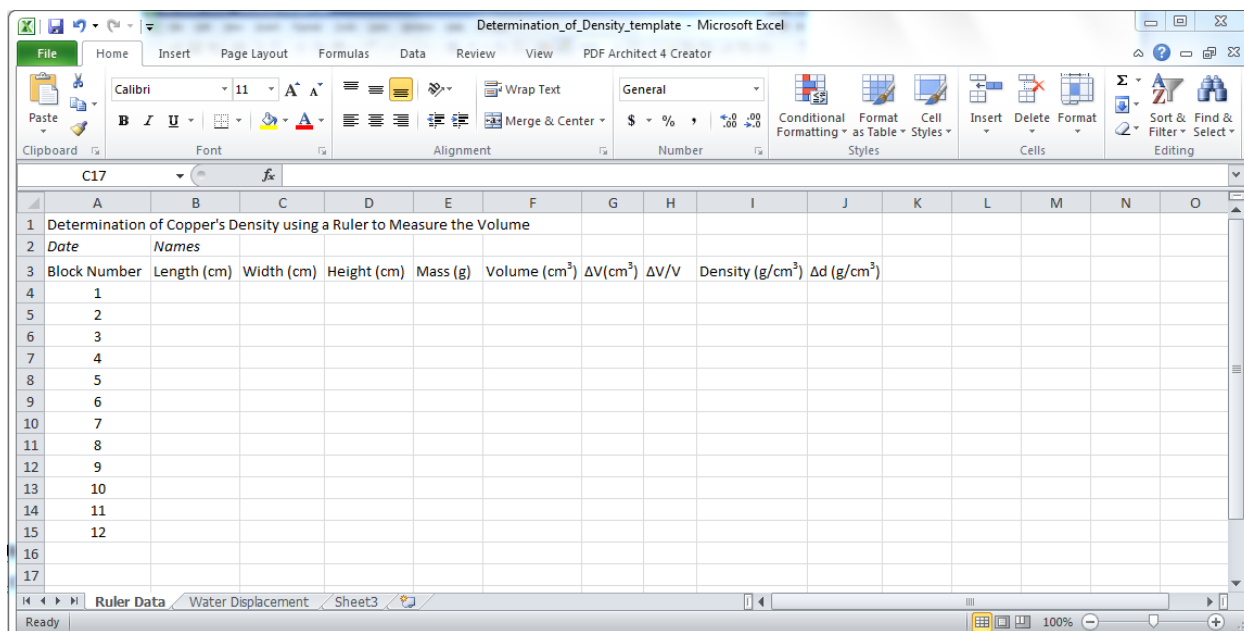 Determination_of_Density_template - Microsoft Excel
File Home Insert Page Layout Formulas Data Review View PDF Architect 4 Creator
Calibri 11 A A Wrap Text General
Paste B I U A Merge & Center $ % , .0 .00 .00 .0 Conditional Formatting Format as Table Cell Styles Insert Delete Format Σ Sort & Filter Find & Select
Clipboard Font Alignment Number Styles Cells Editing
C17 fx
A B C D E F G H I J K L M N O
1 Determination of Copper's Density using a Ruler to Measure the Volume
2 Date Names
3 Block Number Length (cm) Width (cm) Height (cm) Mass (g) Volume (cm³) ΔV(cm³) ΔV/V Density (g/cm³) Δd (g/cm³)
4 1
5 2
6 3
7 4
8 5
9 6
10 7
11 8
12 9
13 10
14 11
15 12
16
17
Ruler Data Water Displacement Sheet3
Ready 100%